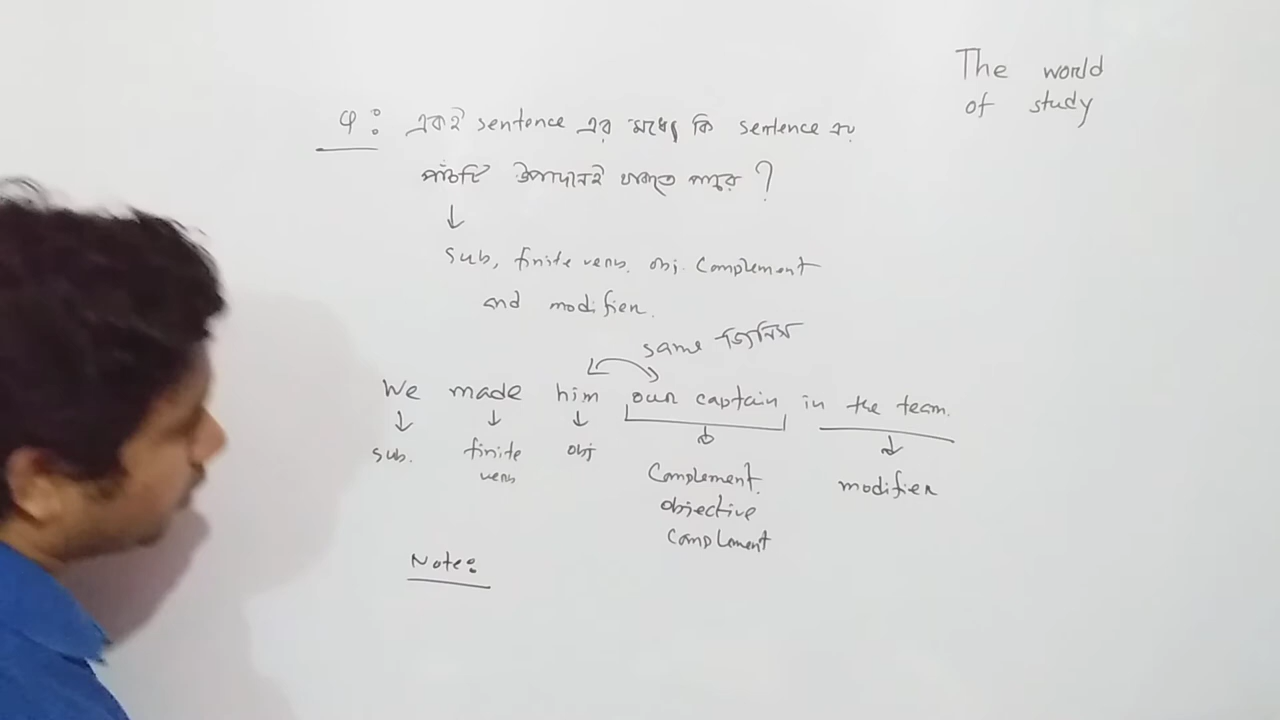 The world
of study
Q: একই sentence এর মধ্যে কি sentence এর
পাঁচটি উপাদানই থাকতে পারে ?
↓
Sub, finite verb. obj. Complement
and modifier.
same জিনিস
We made him our captain in the team.
sub. finite verb obj Complement. objective complement modifier
Note: